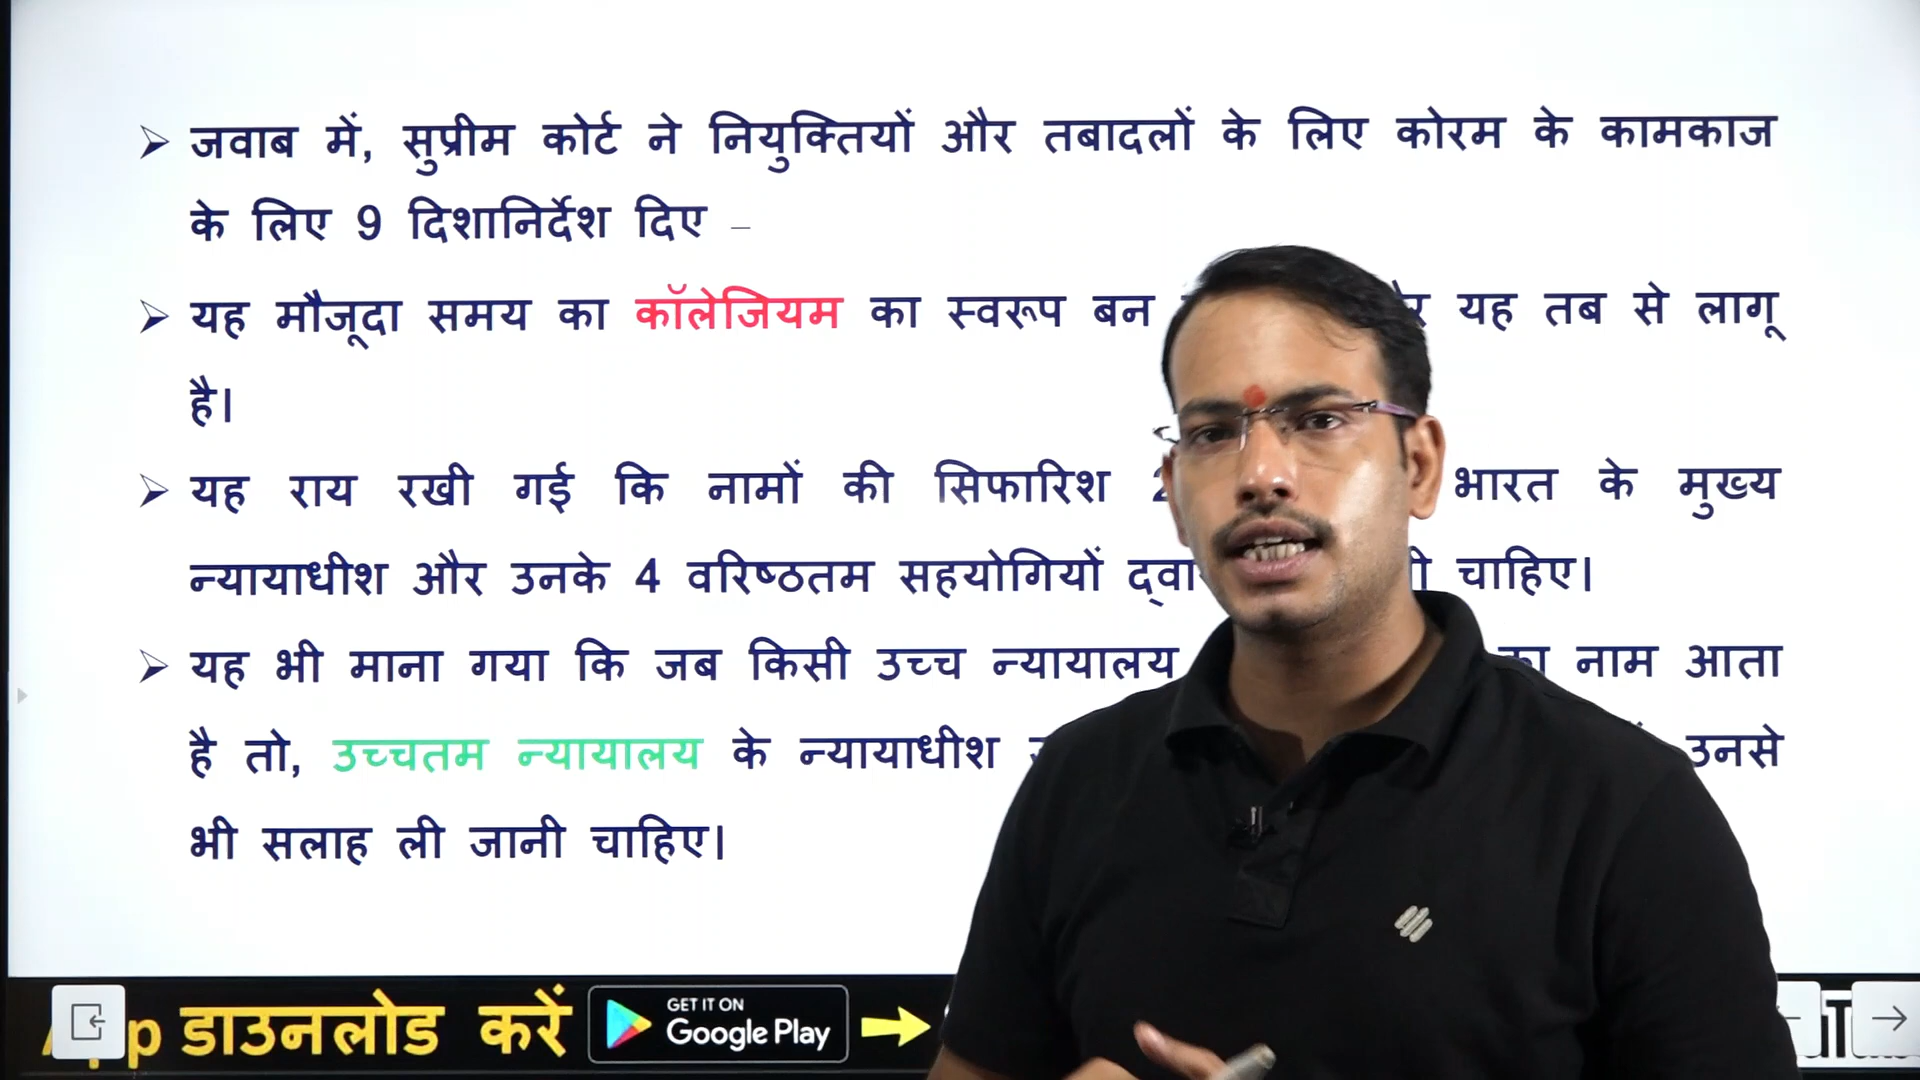 जवाब में, सुप्रीम कोर्ट ने नियुक्तियों और तबादलों के लिए कोरम के कामकाज
के लिए 9 दिशानिर्देश दिए –
यह मौजूदा समय का कॉलेजियम का स्वरूप बन यह तब से लागू
है।
यह राय रखी गई कि नामों की सिफारिश भारत के मुख्य
न्यायाधीश और उनके 4 वरिष्ठतम सहयोगियों चाहिए।
यह भी माना गया कि जब किसी उच्च न्यायालय का नाम आता
है तो, उच्चतम न्यायालय के न्यायाधीश उनसे
भी सलाह ली जानी चाहिए।
App डाउनलोड करें GET IT ON Google Play